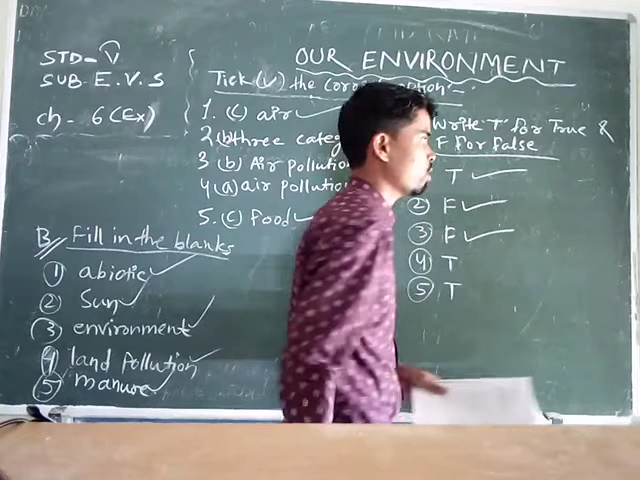 STD-V
SUB. E.V.S
ch- 6 (Ex)
OUR ENVIRONMENT
Tick (✓) the option
1. (c) air ✓
2. (b) three
3 (b) Air Pollution
4 (a) air pollution
5. (c) Food ✓
B Fill in the blanks
① abiotic ✓
② Sun ✓
③ environment ✓
④ land pollution ✓
⑤ manure ✓
Write T for True &
F for false
T ✓
② F ✓
③ F ✓
④ T
⑤ T